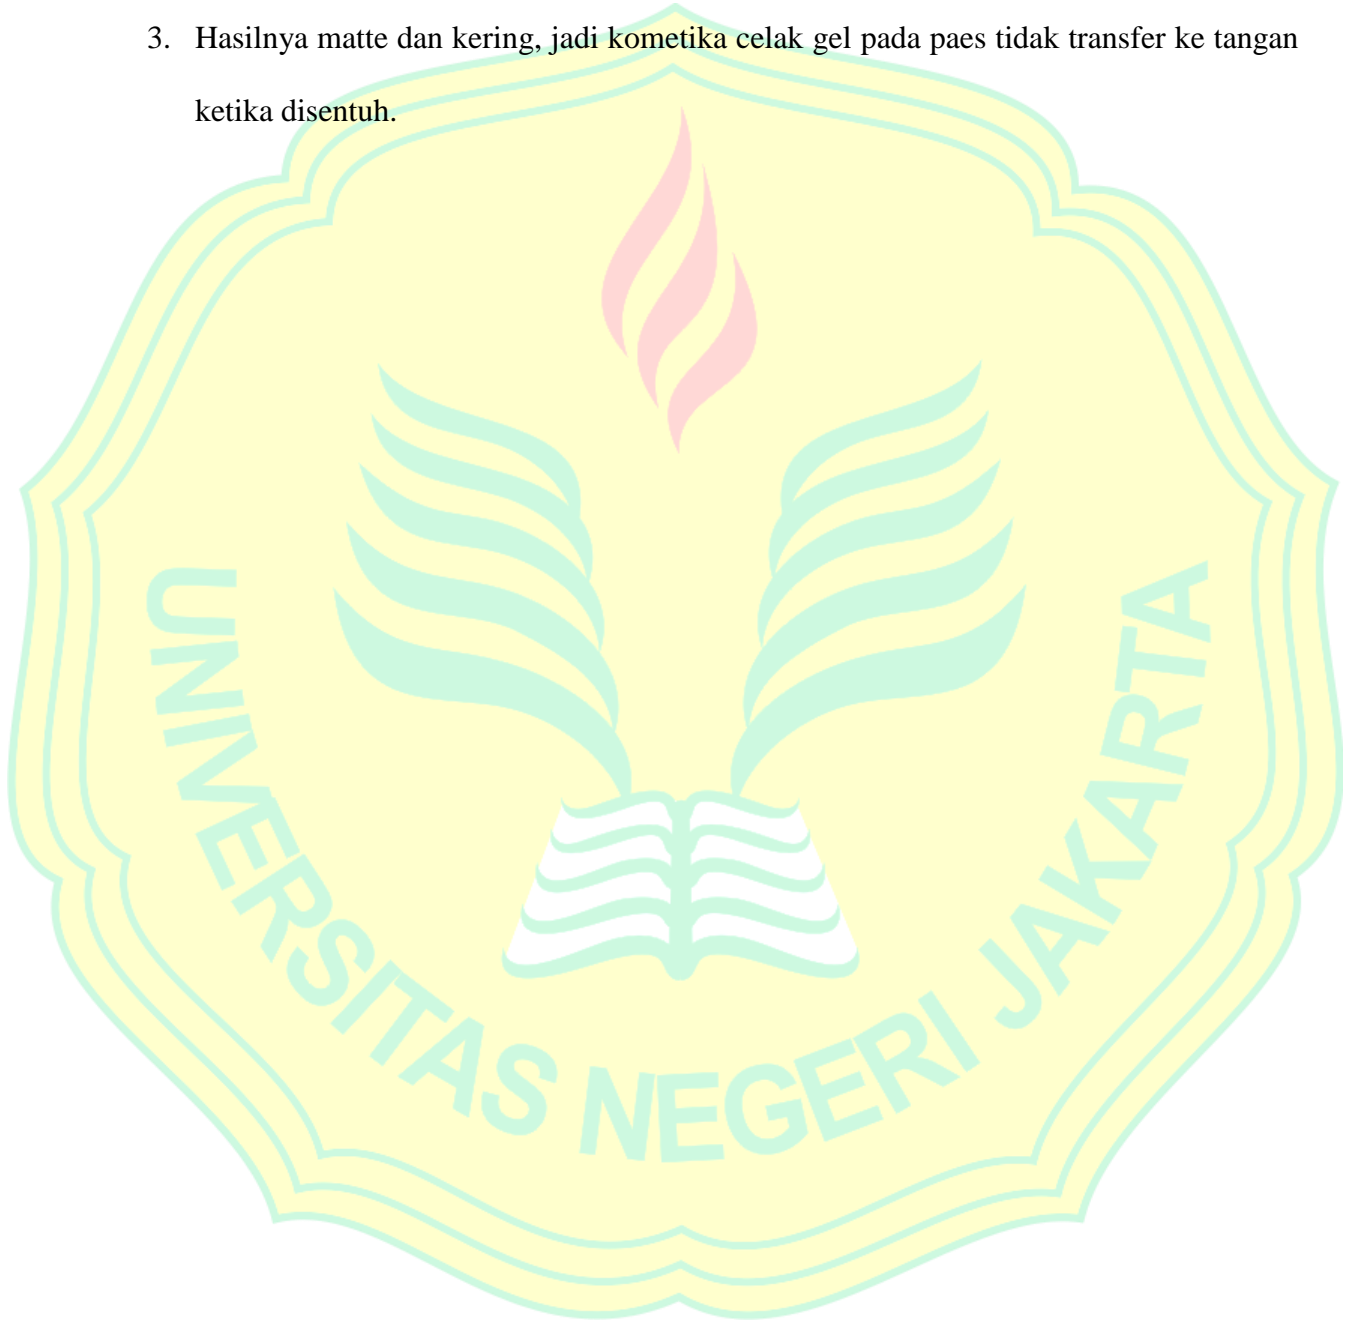 3. Hasilnya matte dan kering, jadi kometika celak gel pada paes tidak transfer ke tangan
ketika disentuh.
UNIVERSITAS NEGERI JAKARTA